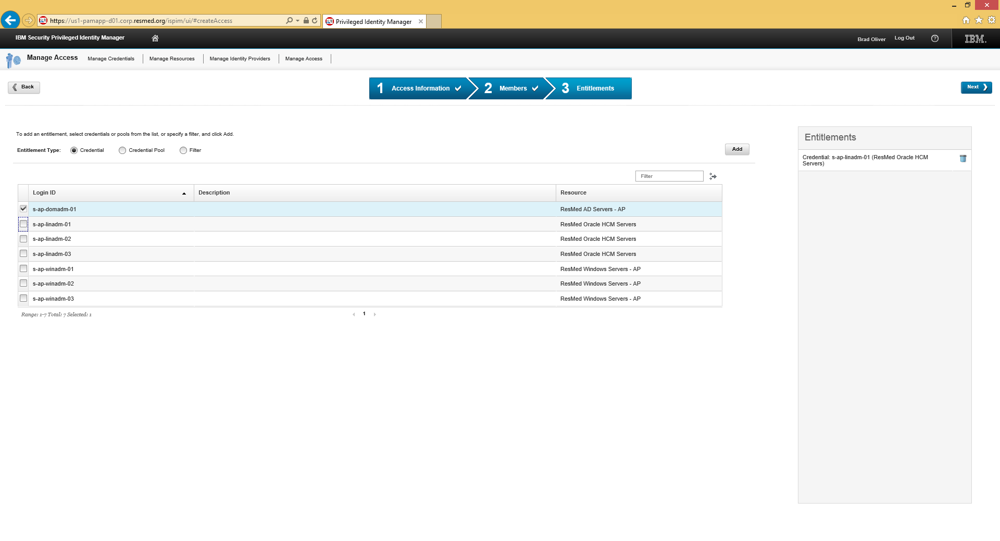 https://us1-pamapp-d01.corp.resmed.org/ispim/ui/#createAccess
Privileged Identity Manager
IBM Security Privileged Identity Manager
Brad Oliver
Log Out
?
IBM.
Manage Access
Manage Credentials
Manage Resources
Manage Identity Providers
Manage Access
Back
1 Access Information
2 Members
3 Entitlements
Next
To add an entitlement, select credentials or pools from the list, or specify a filter, and click Add.
Entitlement Type: Credential Credential Pool Filter
Add
Filter
Login ID Description Resource
s-ap-domadm-01 ResMed AD Servers - AP
s-ap-linadm-01 ResMed Oracle HCM Servers
s-ap-linadm-02 ResMed Oracle HCM Servers
s-ap-linadm-03 ResMed Oracle HCM Servers
s-ap-winadm-01 ResMed Windows Servers - AP
s-ap-winadm-02 ResMed Windows Servers - AP
s-ap-winadm-03 ResMed Windows Servers - AP
Range: 1-7 Total: 7 Selected: 1
1
Entitlements
Credential: s-ap-linadm-01 (ResMed Oracle HCM
Servers)